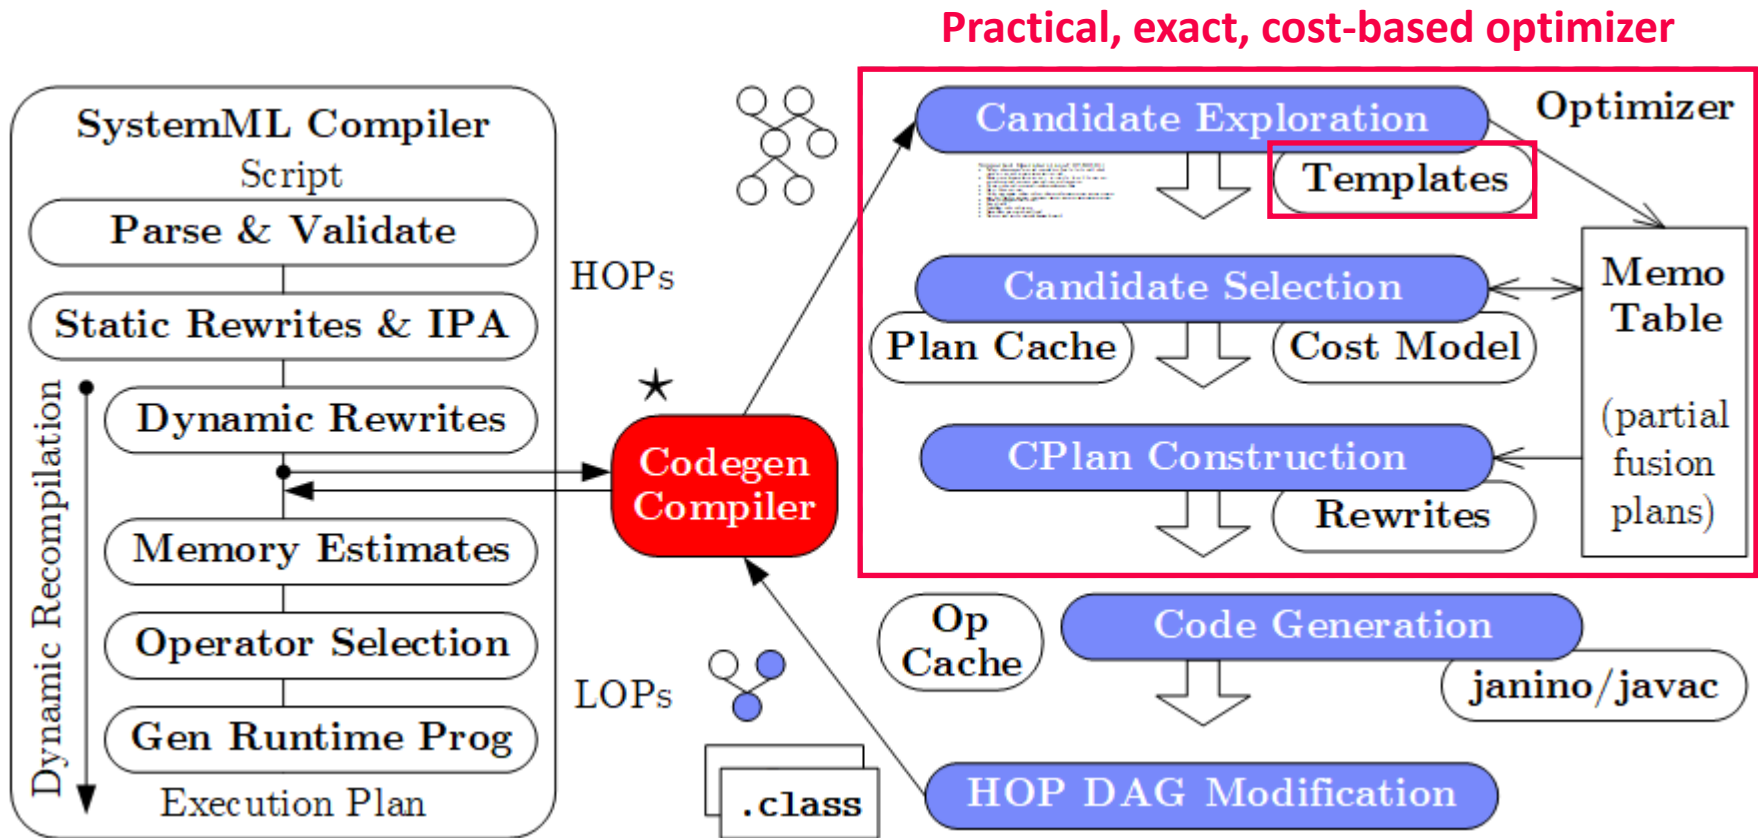 Practical, exact, cost-based optimizer
SystemML Compiler
Script
Parse & Validate
Static Rewrites & IPA
Dynamic Rewrites
Memory Estimates
Operator Selection
Gen Runtime Prog
Execution Plan
Dynamic Recompilation
HOPs
LOPs
Codegen
Compiler
.class
Optimizer
Candidate Exploration
Templates
Candidate Selection
Plan Cache
Cost Model
CPlan Construction
Rewrites
Memo
Table
(partial
fusion
plans)
Op
Cache
Code Generation
janino/javac
HOP DAG Modification